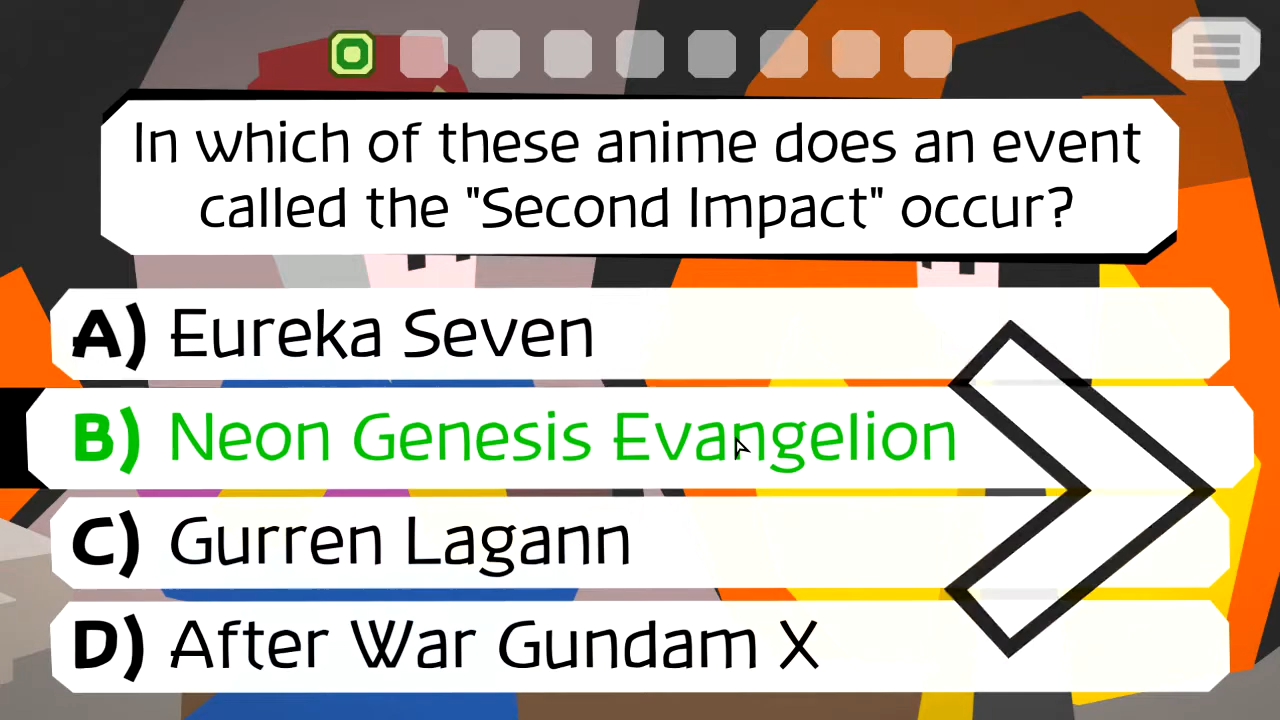 In which of these anime does an event
called the "Second Impact" occur?
A) Eureka Seven
B) Neon Genesis Evangelion
C) Gurren Lagann
D) After War Gundam X